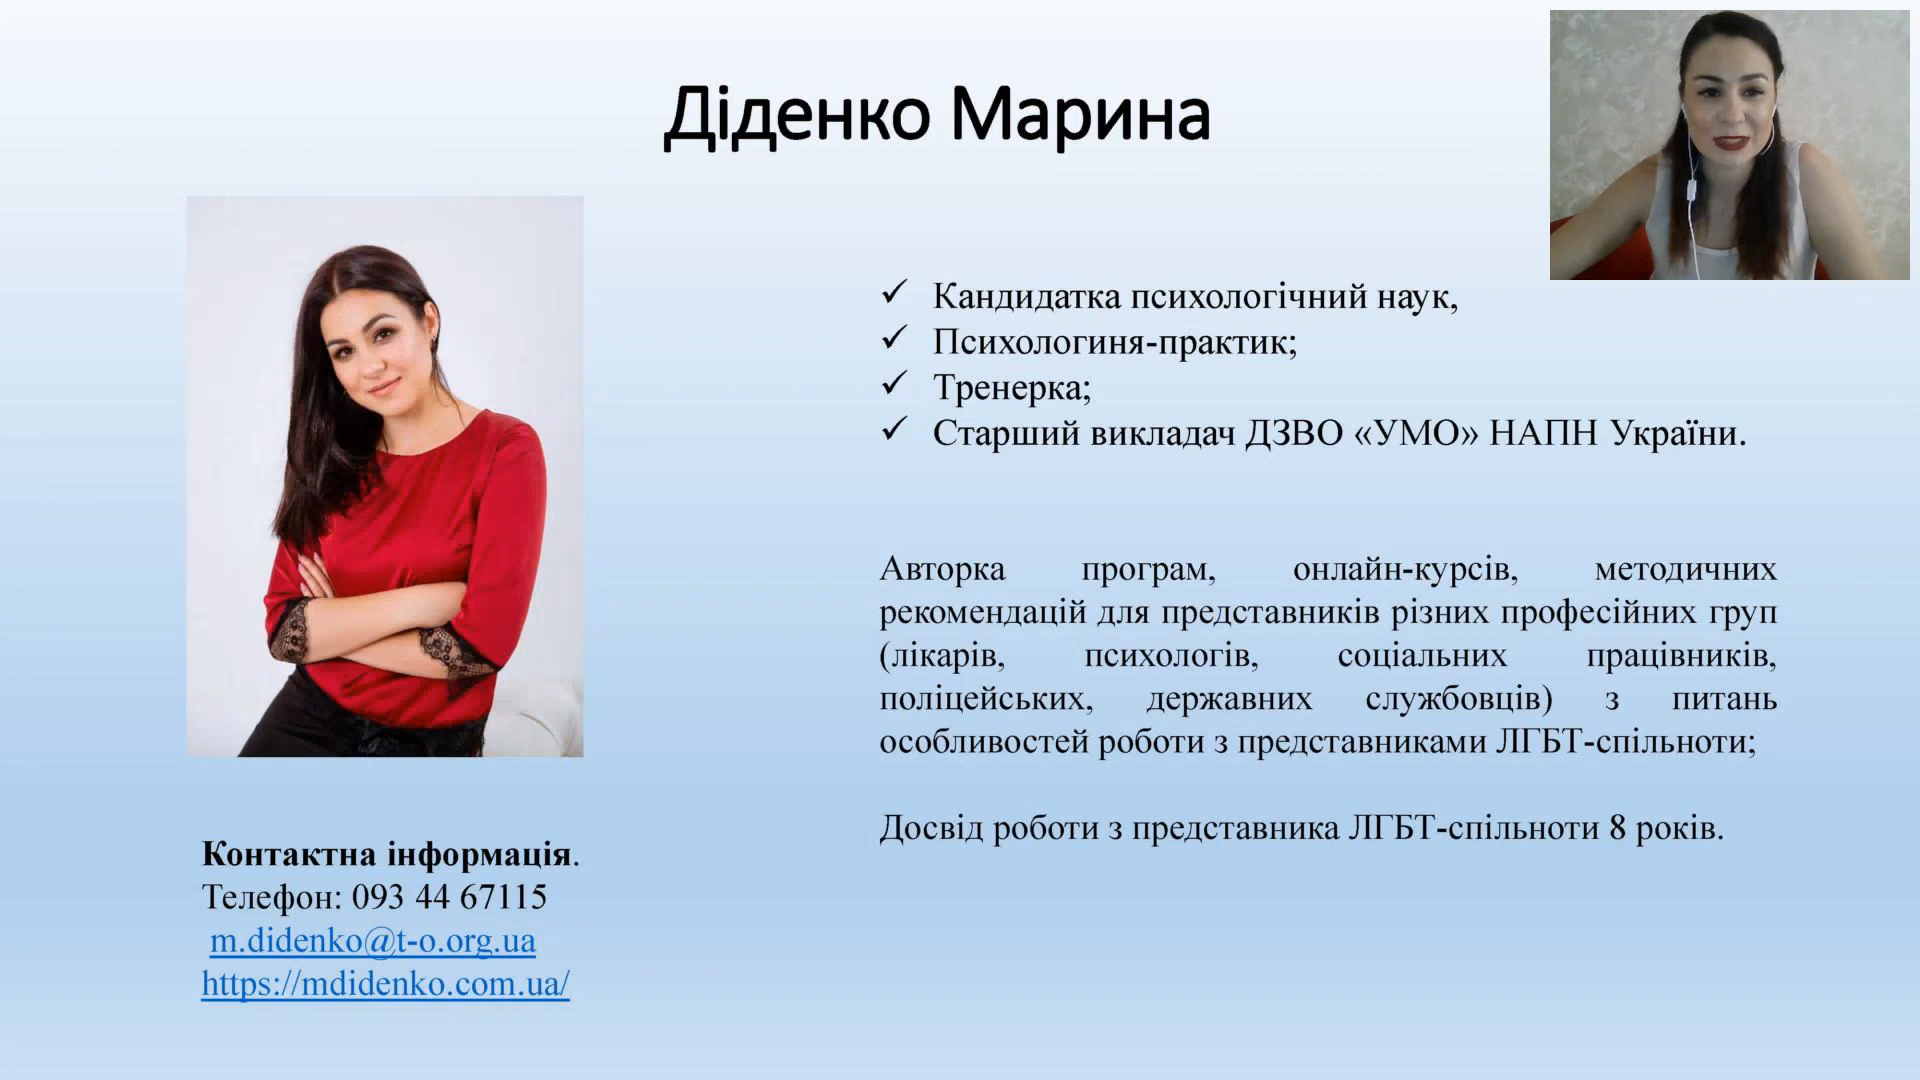 Діденко Марина
Кандидатка психологічний наук,
Психологиня-практик;
Тренерка;
Старший викладач ДЗВО «УМО» НАПН України.
Авторка програм, онлайн-курсів, методичних
рекомендацій для представників різних професійних груп
(лікарів, психологів, соціальних працівників,
поліцейських, державних службовців) з питань
особливостей роботи з представниками ЛГБТ-спільноти;
Досвід роботи з представника ЛГБТ-спільноти 8 років.
Контактна інформація.
Телефон: 093 44 67115
m.didenko@t-o.org.ua
https://mdidenko.com.ua/